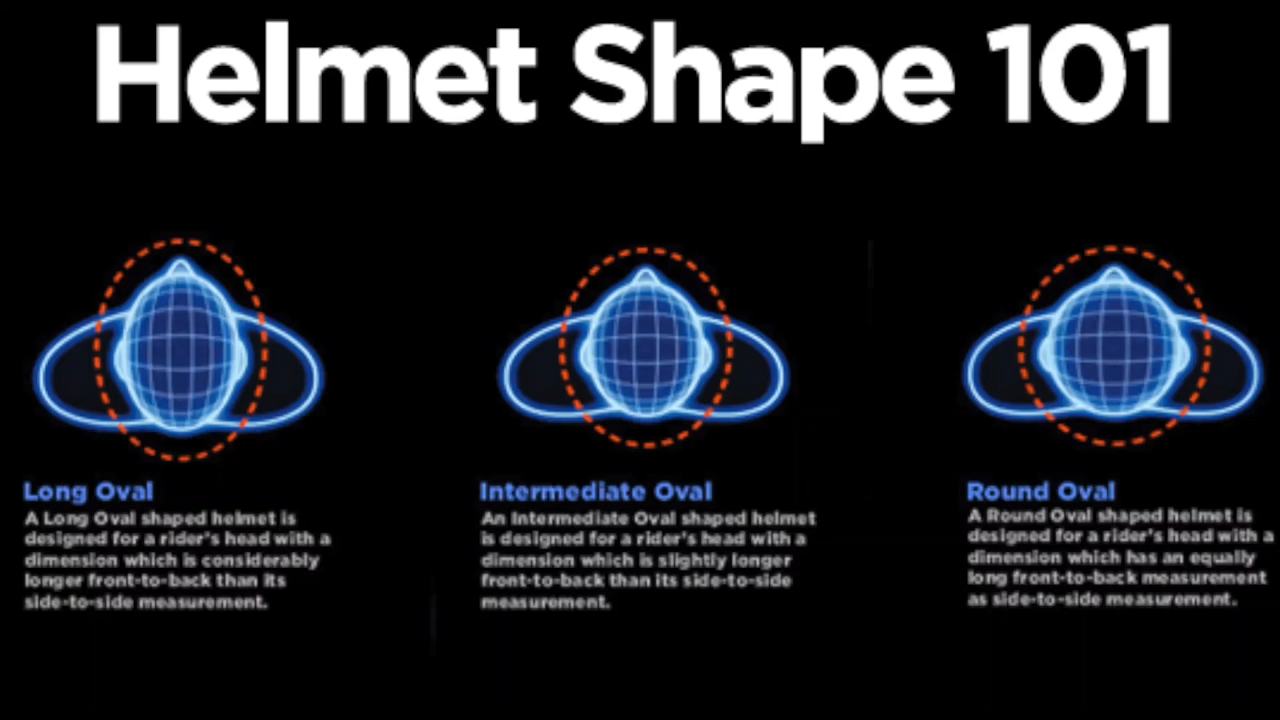 Helmet Shape 101
Long Oval
A Long Oval shaped helmet is
designed for a rider's head with a
dimension which is considerably
longer front-to-back than its
side-to-side measurement.
Intermediate Oval
An Intermediate Oval shaped helmet
is designed for a rider's head with a
dimension which is slightly longer
front-to-back than its side-to-side
measurement.
Round Oval
A Round Oval shaped helmet is
designed for a rider's head with a
dimension which has an equally
long front-to-back measurement
as side-to-side measurement.